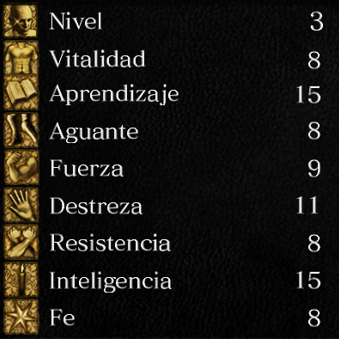 Nivel 3
Vitalidad 8
Aprendizaje 15
Aguante 8
Fuerza 9
Destreza 11
Resistencia 8
Inteligencia 15
Fe 8